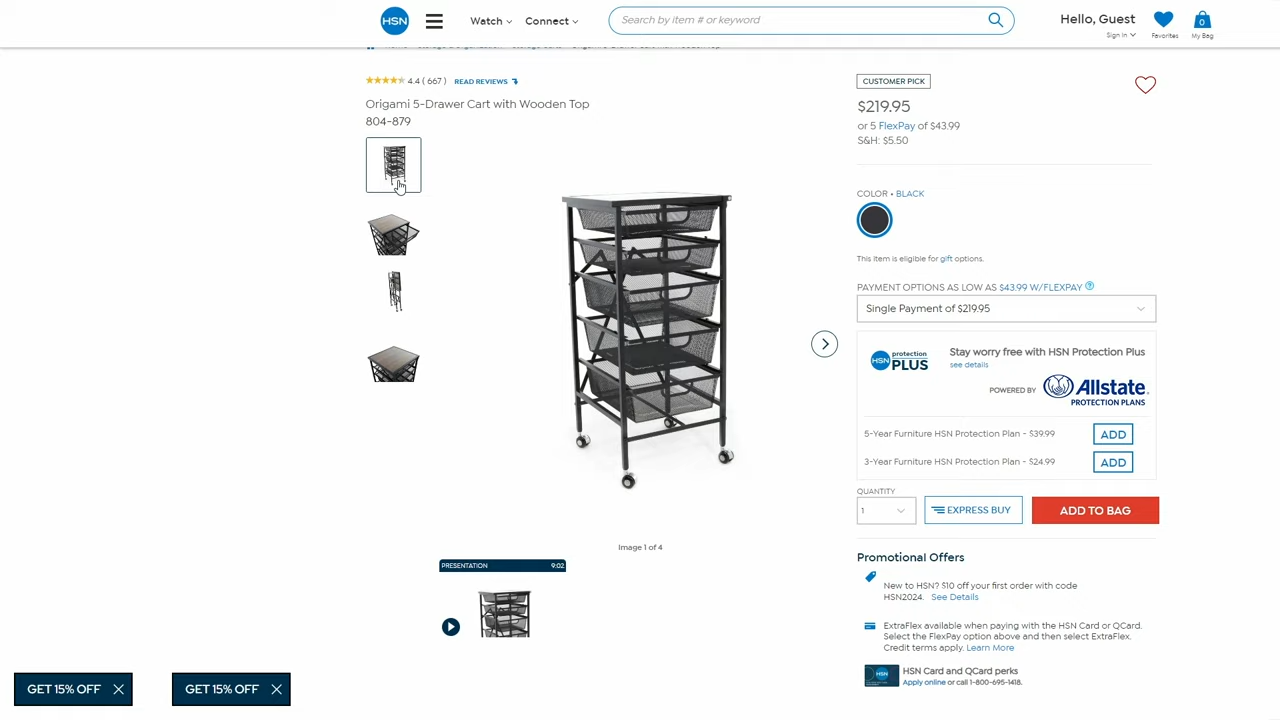 HSN
Watch
Connect
Search by item # or keyword
Hello, Guest
Sign In
Favorites
0
My Bag
4.4 ( 667 )
READ REVIEWS
Origami 5-Drawer Cart with Wooden Top
804-879
Image 1 of 4
PRESENTATION
9:02
CUSTOMER PICK
$219.95
or 5 FlexPay of $43.99
S&H: $5.50
COLOR • BLACK
This item is eligible for gift options.
PAYMENT OPTIONS AS LOW AS $43.99 W/FLEXPAY
Single Payment of $219.95
HSN protection PLUS
Stay worry free with HSN Protection Plus
see details
POWERED BY
Allstate
PROTECTION PLANS
5-Year Furniture HSN Protection Plan - $39.99
ADD
3-Year Furniture HSN Protection Plan - $24.99
ADD
QUANTITY
1
EXPRESS BUY
ADD TO BAG
Promotional Offers
New to HSN? $10 off your first order with code
HSN2024. See Details
ExtraFlex available when paying with the HSN Card or QCard.
Select the FlexPay option above and then select ExtraFlex.
Credit terms apply. Learn More
HSN
HSN Card and QCard perks
Apply online or call 1-800-695-1418.
GET 15% OFF
GET 15% OFF